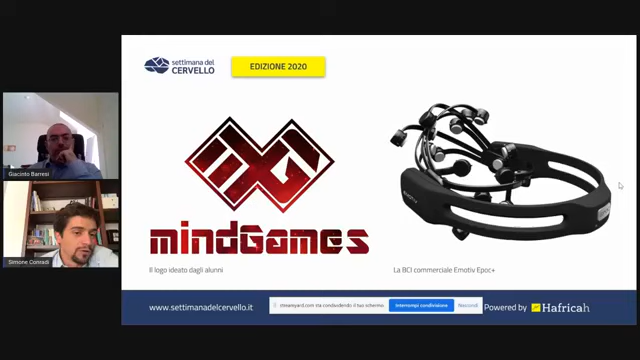 settimana del
CERVELLO
EDIZIONE 2020
mindGames
Il logo ideato dagli alunni
La BCI commerciale Emotiv Epoc+
Giacinto Barresi
Simone Conradi
www.settimanadelcervello.it
streamyard.com sta condividendo il tuo schermo
Interrompi condivisione
Nascondi
Powered by
Hafricah